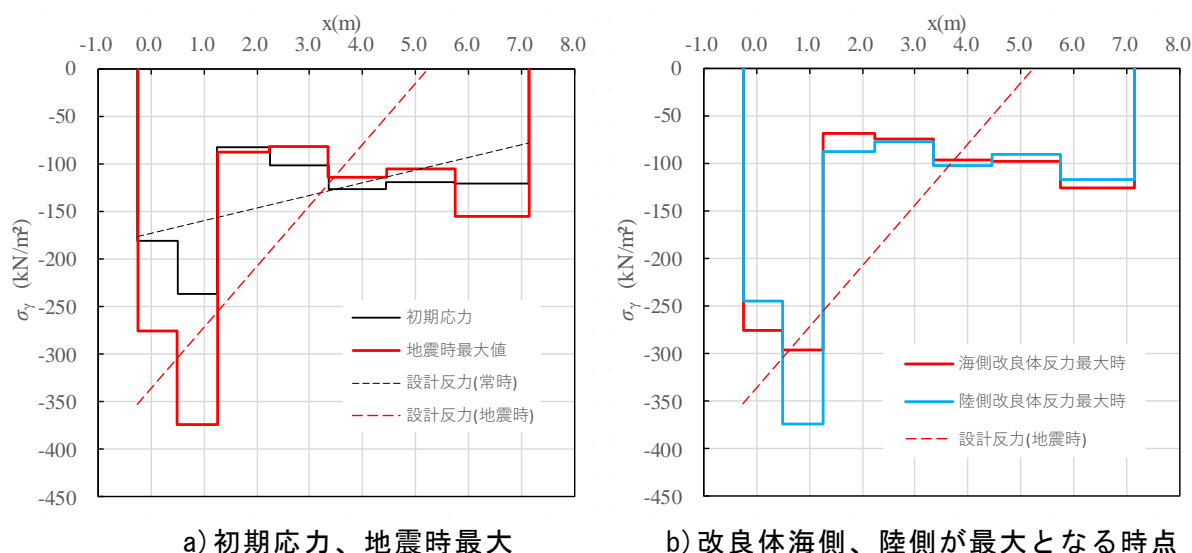 x(m)
-1.0 0.0 1.0 2.0 3.0 4.0 5.0 6.0 7.0 8.0
0
-50
-100
-150
-200
-250
-300
-350
-400
-450
σγ (kN/m²)
初期応力
地震時最大値
設計反力(常時)
設計反力(地震時)
a)初期応力、地震時最大
x(m)
-1.0 0.0 1.0 2.0 3.0 4.0 5.0 6.0 7.0 8.0
0
-50
-100
-150
-200
-250
-300
-350
-400
-450
σγ (kN/m²)
海側改良体反力最大時
陸側改良体反力最大時
設計反力(地震時)
b)改良体海側、陸側が最大となる時点